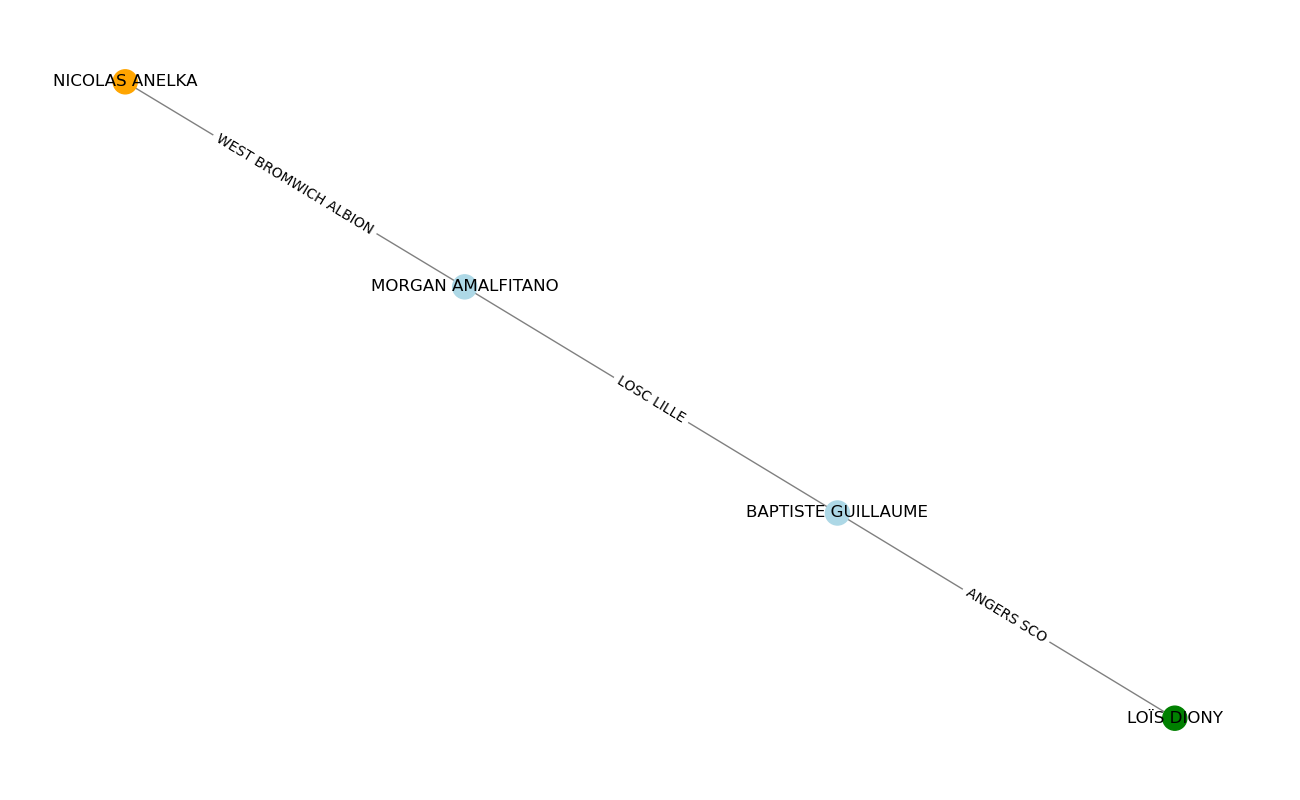 NICOLAS ANELKA
WEST BROMWICH ALBION
MORGAN AMALFITANO
LOSC LILLE
BAPTISTE GUILLAUME
ANGERS SCO
LOÏS DIONY